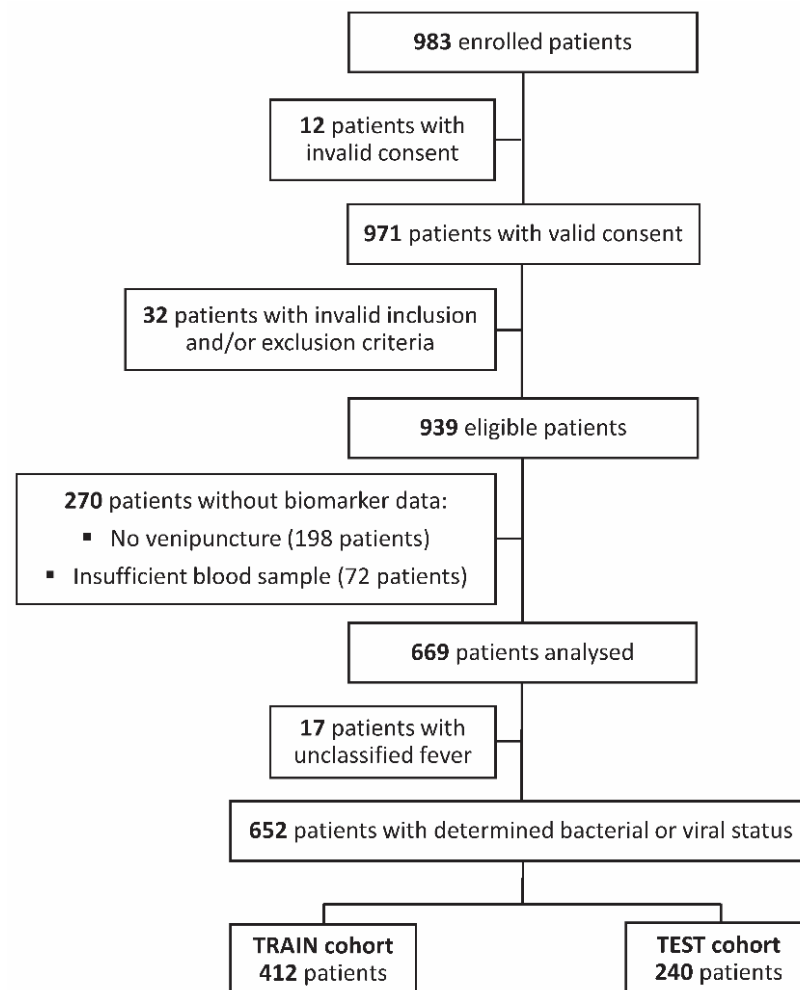 983 enrolled patients
12 patients with
invalid consent
971 patients with valid consent
32 patients with invalid inclusion
and/or exclusion criteria
939 eligible patients
270 patients without biomarker data:
▪ No venipuncture (198 patients)
▪ Insufficient blood sample (72 patients)
669 patients analysed
17 patients with
unclassified fever
652 patients with determined bacterial or viral status
TRAIN cohort
412 patients
TEST cohort
240 patients